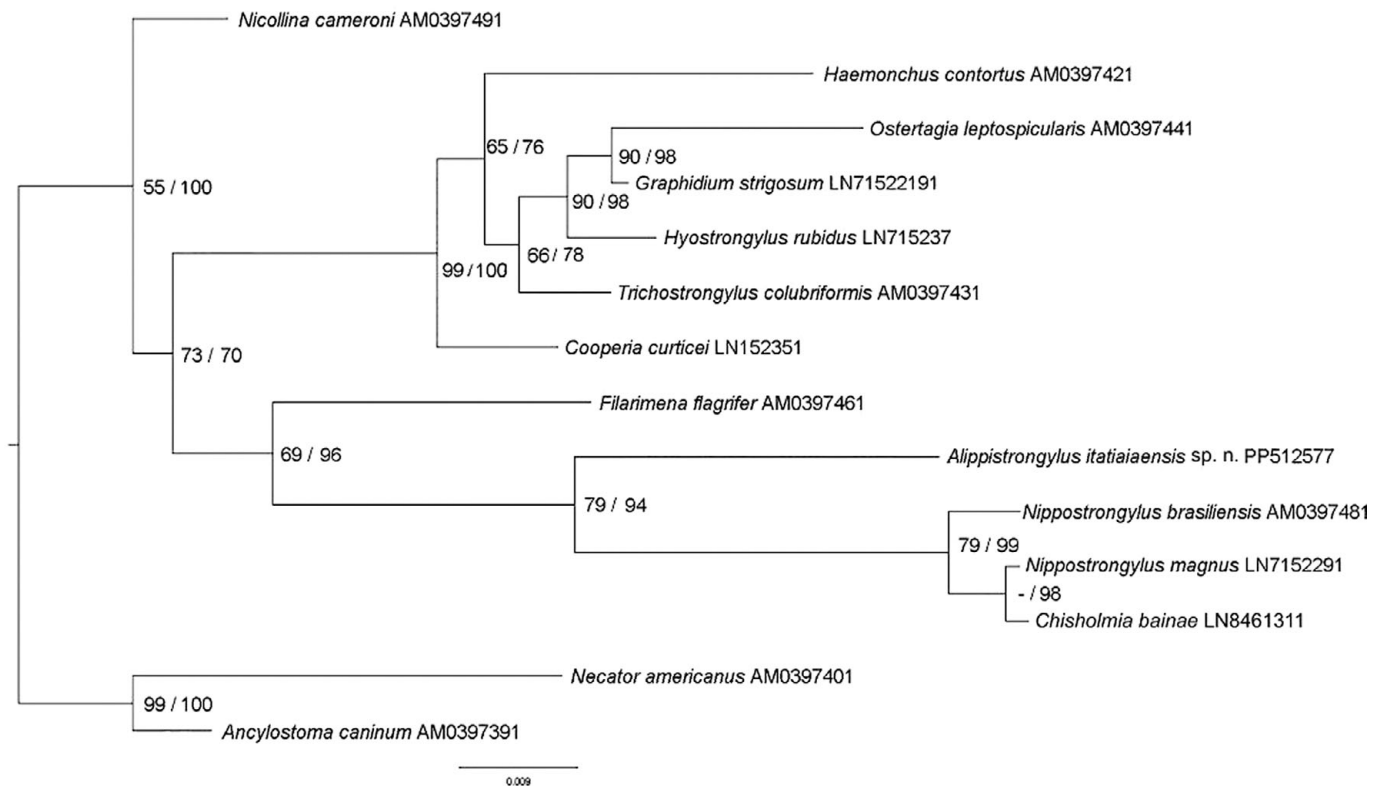 Nicollina cameroni AM0397491
Haemonchus contortus AM0397421
Ostertagia leptospicularis AM0397441
65 / 76
90 / 98
Graphidium strigosum LN71522191
55 / 100
90 / 98
Hyostrongylus rubidus LN715237
66 / 78
99 / 100
Trichostrongylus colubriformis AM0397431
Cooperia curticei LN152351
73 / 70
Filarimena flagrifer AM0397461
69 / 96
Alippistrongylus itatiaiaensis sp. n. PP512577
79 / 94
Nippostrongylus brasiliensis AM0397481
79 / 99
Nippostrongylus magnus LN7152291
- / 98
Chisholmia bainae LN8461311
Necator americanus AM0397401
99 / 100
Ancylostoma caninum AM0397391
0.009